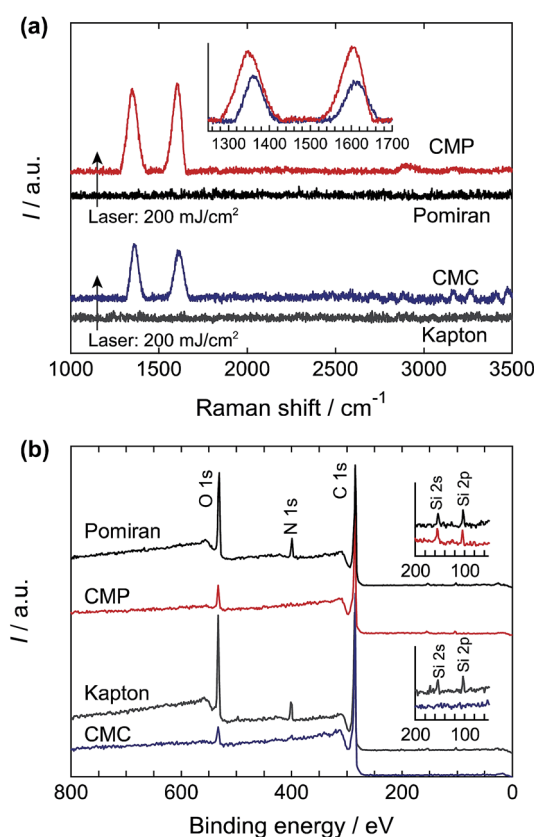 (a)
1300 1400 1500 1600 1700
CMP
Pomiran
Laser: 200 mJ/cm²
CMC
Kapton
Laser: 200 mJ/cm²
I / a.u.
1000 1500 2000 2500 3000 3500
Raman shift / cm⁻¹
(b)
O 1s
N 1s
C 1s
Si 2s
Si 2p
200 100
Pomiran
CMP
Kapton
CMC
Si 2s
Si 2p
200 100
I / a.u.
800 600 400 200 0
Binding energy / eV